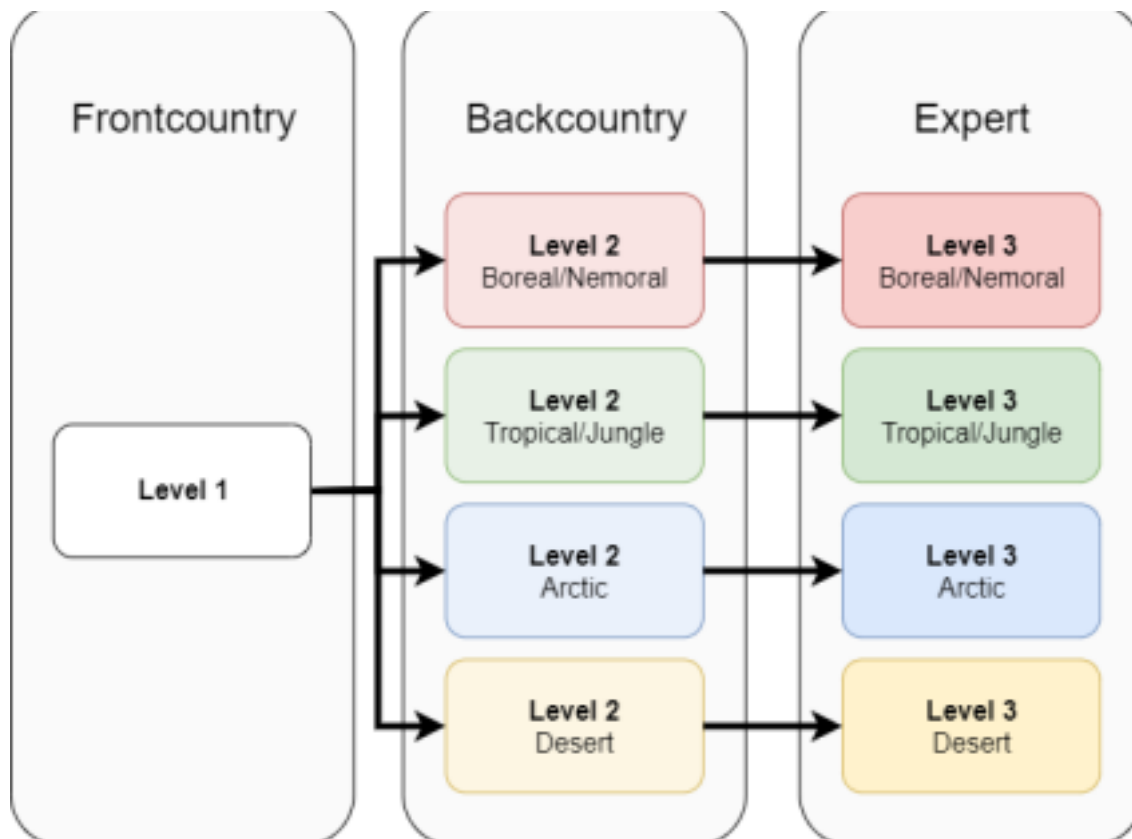 Frontcountry
Level 1
Backcountry
Level 2
Boreal/Nemoral
Level 2
Tropical/Jungle
Level 2
Arctic
Level 2
Desert
Expert
Level 3
Boreal/Nemoral
Level 3
Tropical/Jungle
Level 3
Arctic
Level 3
Desert